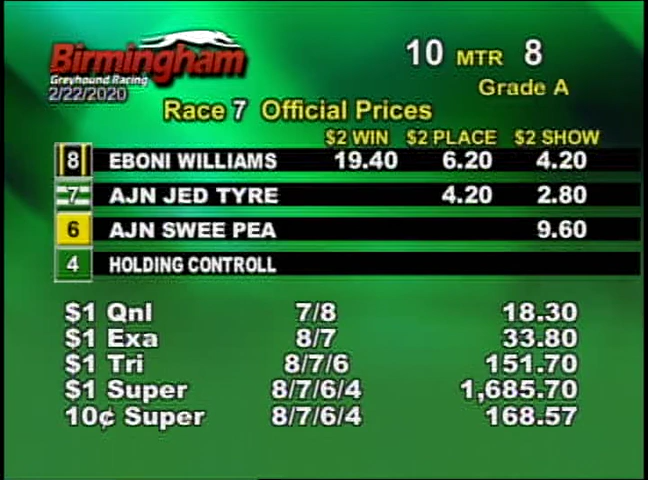 Birmingham
Greyhound Racing
2/22/2020
10 MTR 8
Grade A
Race 7 Official Prices
$2 WIN $2 PLACE $2 SHOW
8 EBONI WILLIAMS 19.40 6.20 4.20
7 AJN JED TYRE 4.20 2.80
6 AJN SWEE PEA 9.60
4 HOLDING CONTROLL
$1 Qnl 7/8 18.30
$1 Exa 8/7 33.80
$1 Tri 8/7/6 151.70
$1 Super 8/7/6/4 1,685.70
10¢ Super 8/7/6/4 168.57